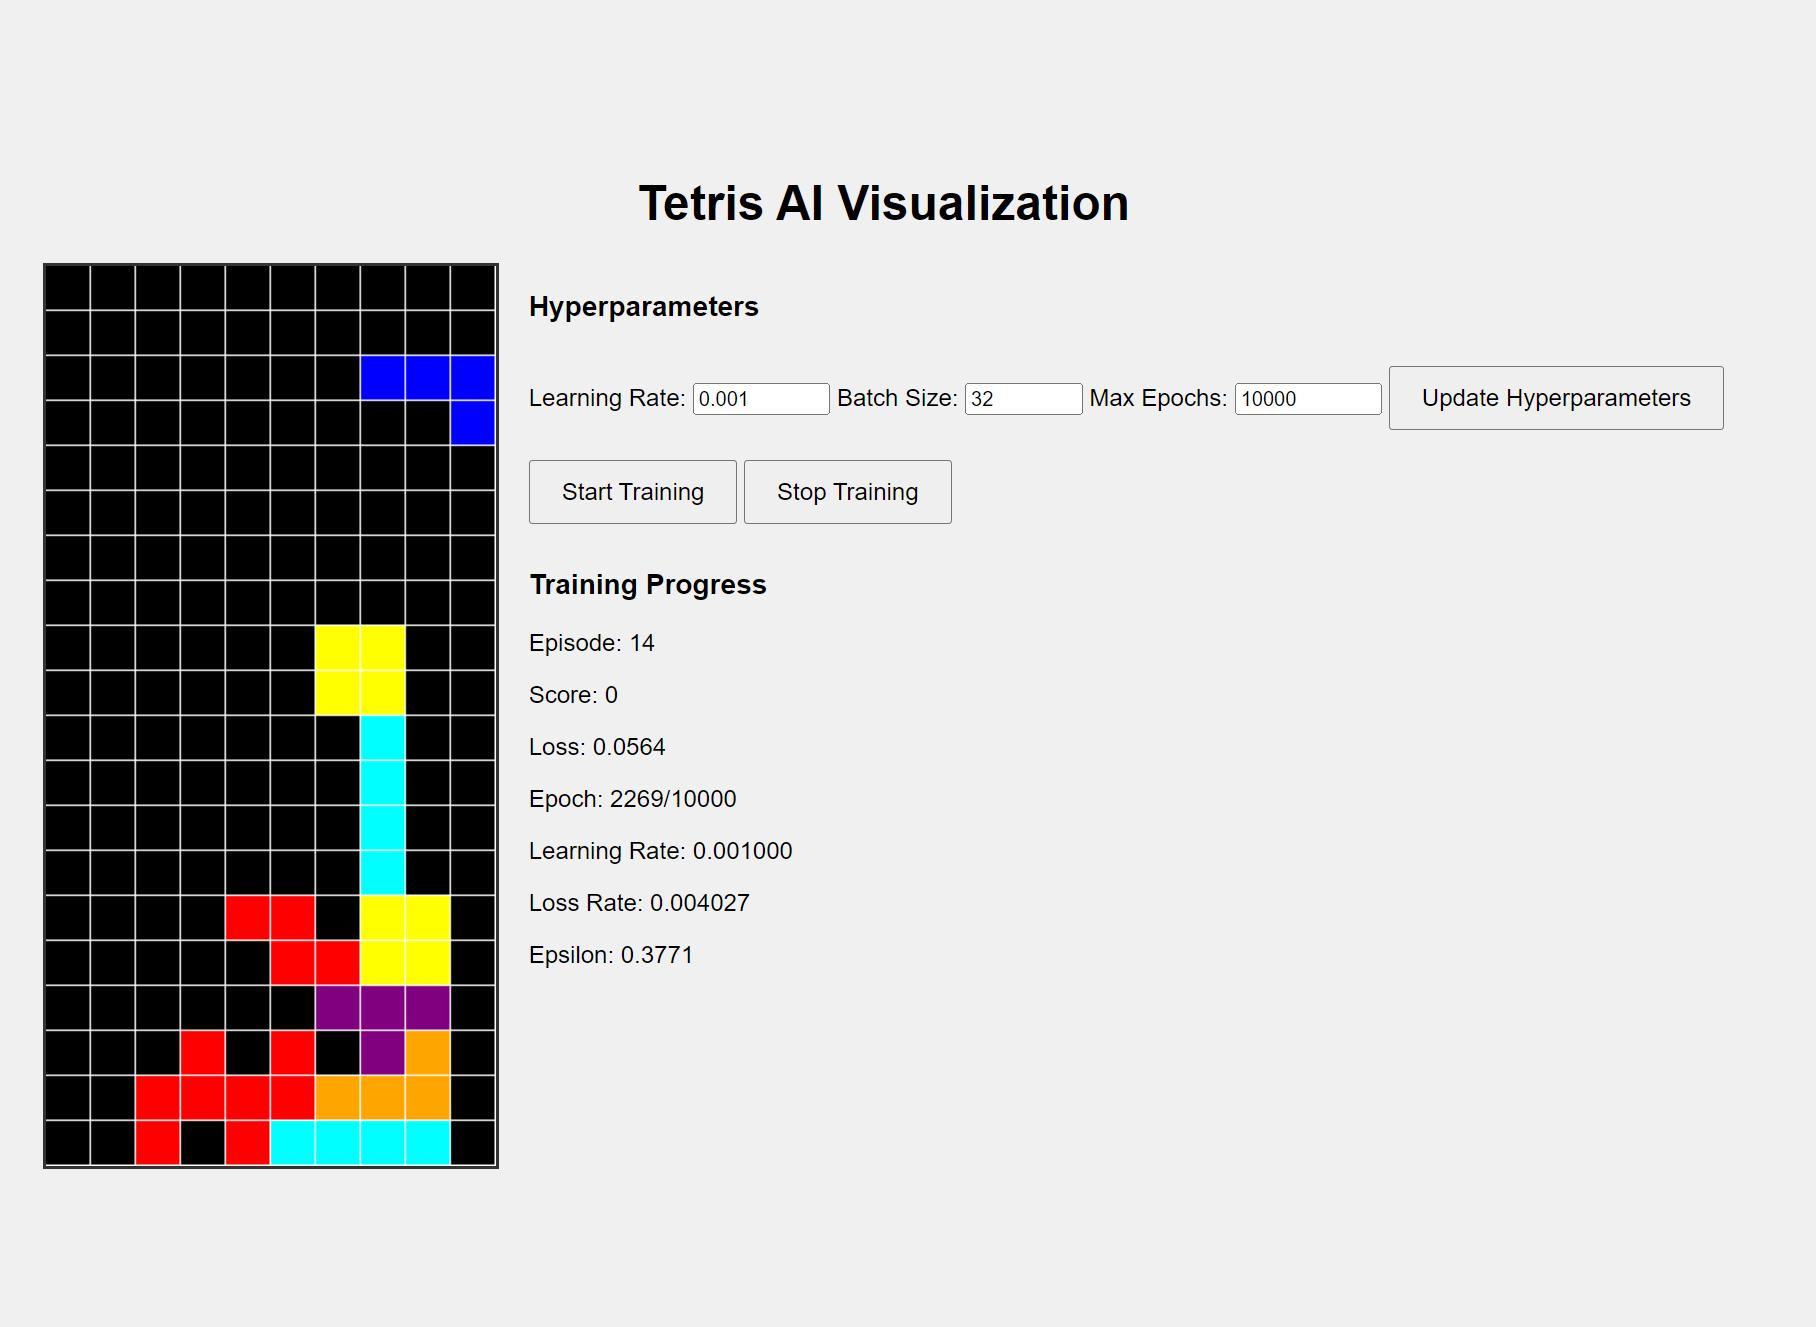 Tetris AI Visualization
Hyperparameters
Learning Rate: 0.001 Batch Size: 32 Max Epochs: 10000 Update Hyperparameters
Start Training Stop Training
Training Progress
Episode: 14
Score: 0
Loss: 0.0564
Epoch: 2269/10000
Learning Rate: 0.001000
Loss Rate: 0.004027
Epsilon: 0.3771